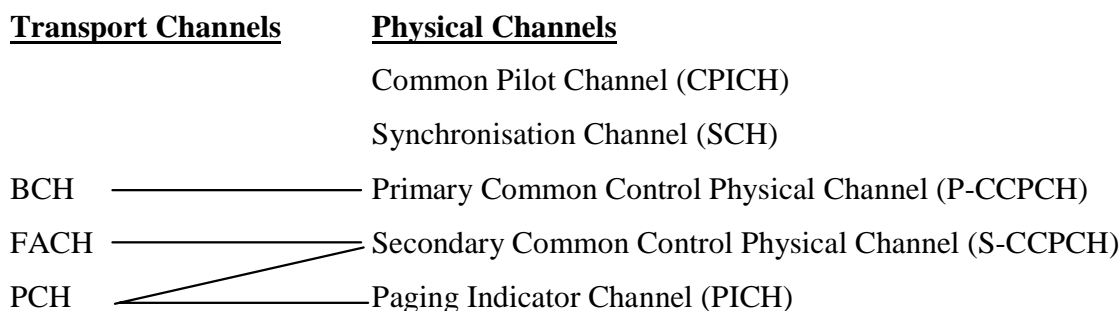 Transport Channels Physical Channels
Common Pilot Channel (CPICH)
Synchronisation Channel (SCH)
BCH Primary Common Control Physical Channel (P-CCPCH)
FACH Secondary Common Control Physical Channel (S-CCPCH)
PCH Paging Indicator Channel (PICH)